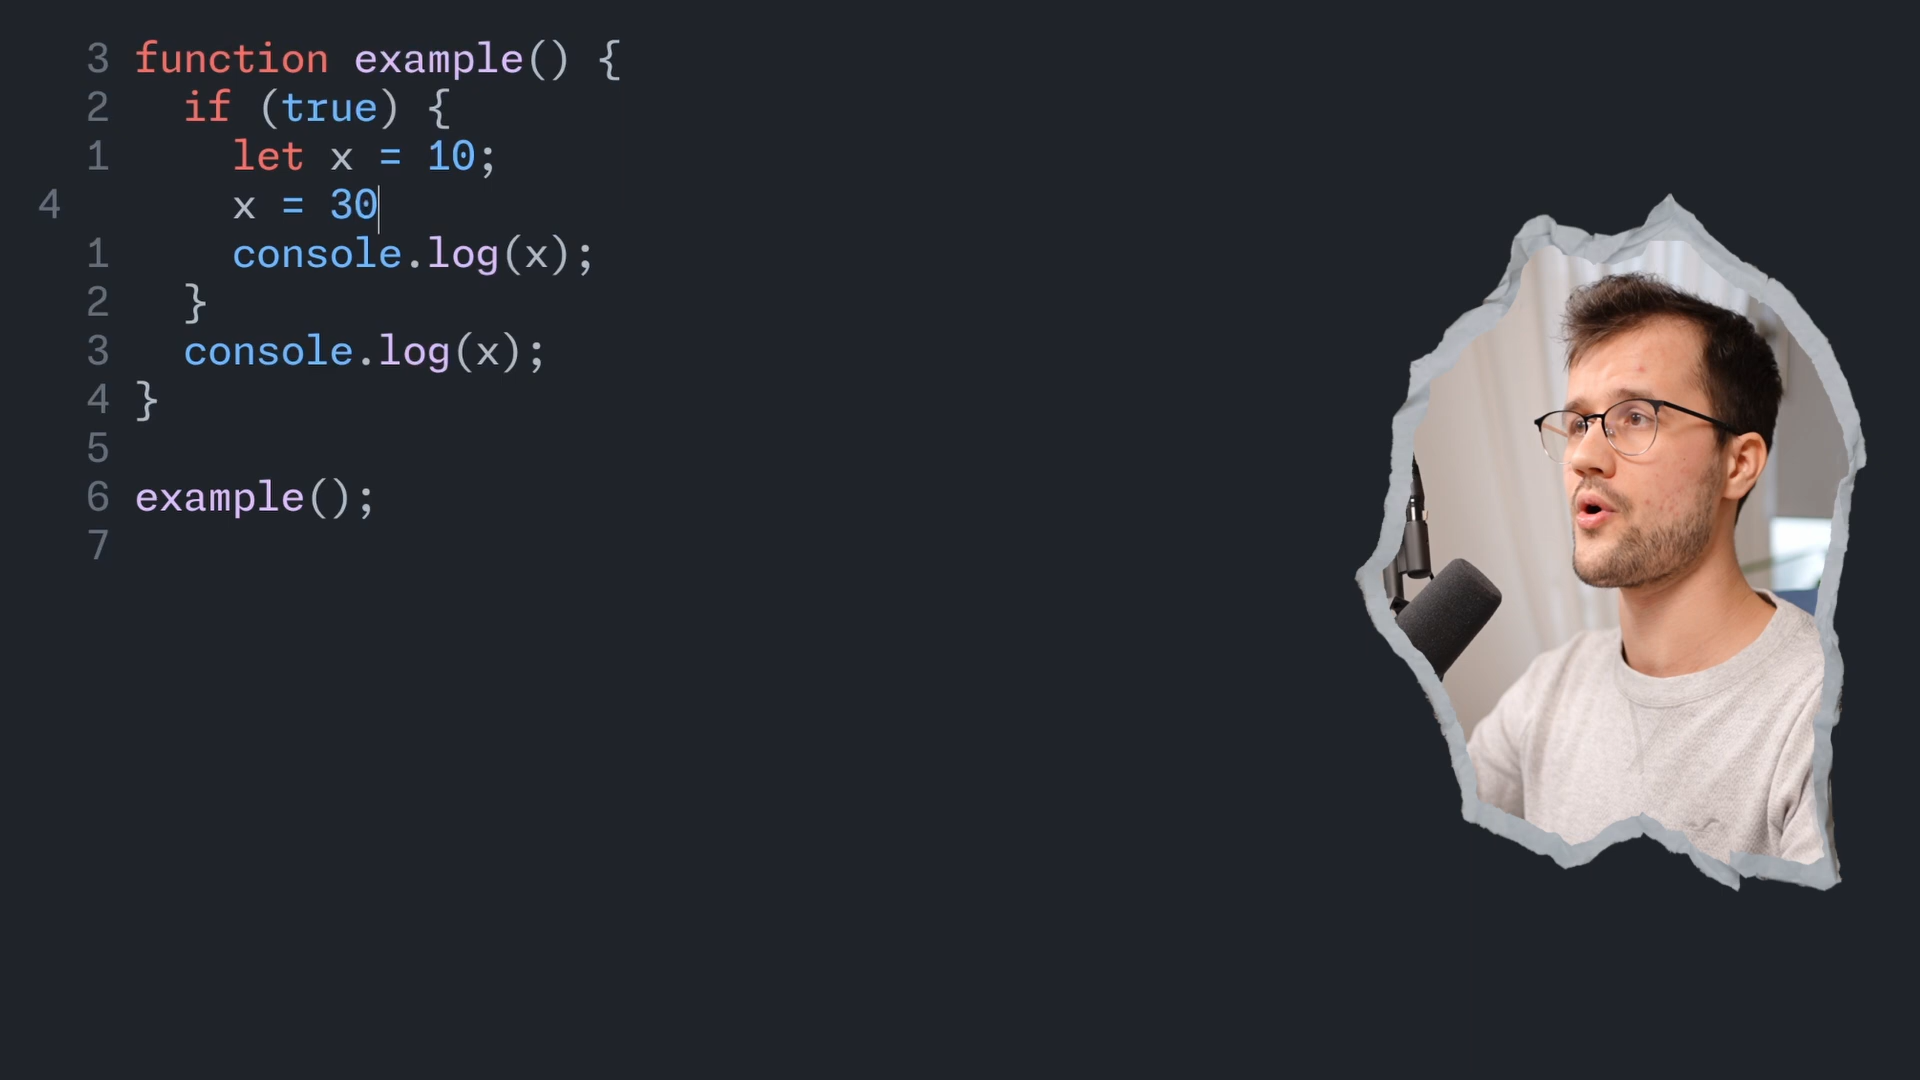 3 function example() {
2   if (true) {
1     let x = 10;
4     x = 30
1     console.log(x);
2   }
3   console.log(x);
4 }
5
6 example();
7